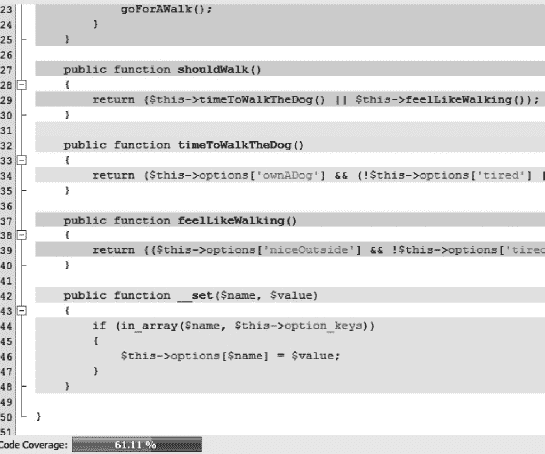 23 goForAWalk();
24 }
25 }
26
27 public function shouldWalk()
28 {
29 return ($this->timeToWalkTheDog() || $this->feelLikeWalking());
30 }
31
32 public function timeToWalkTheDog()
33 {
34 return ($this->options['ownADog'] && (!$this->options['tired'] |
35 }
36
37 public function feelLikeWalking()
38 {
39 return (($this->options['niceOutside'] && !$this->options['tired
40 }
41
42 public function __set($name, $value)
43 {
44 if (in_array($name, $this->option_keys))
45 {
46 $this->options[$name] = $value;
47 }
48 }
49
50 }
51
Code Coverage: 61.11 %